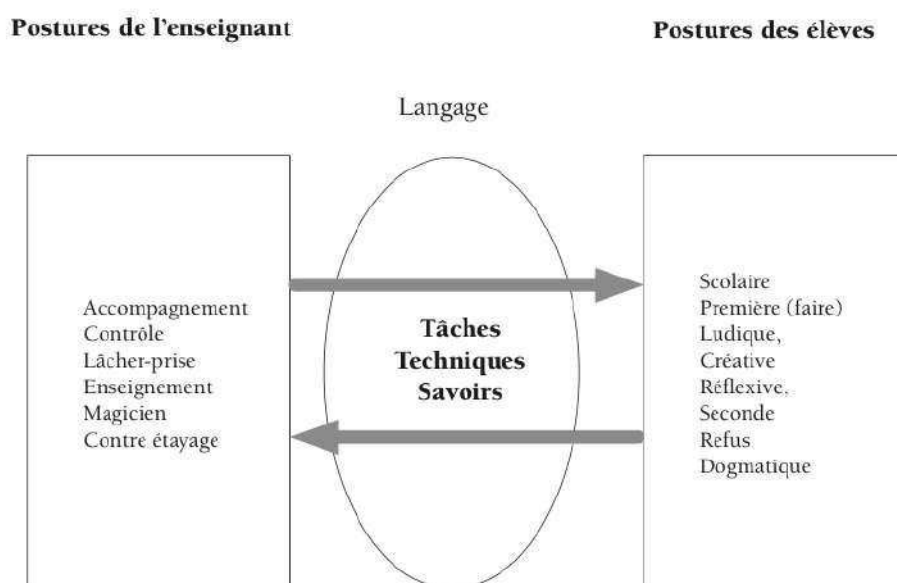 Postures de l'enseignant
Postures des élèves
Langage
Accompagnement
Contrôle
Lâcher-prise
Enseignement
Magicien
Contre étayage
Tâches
Techniques
Savoirs
Scolaire
Première (faire)
Ludique,
Créative
Réflexive,
Seconde
Refus
Dogmatique